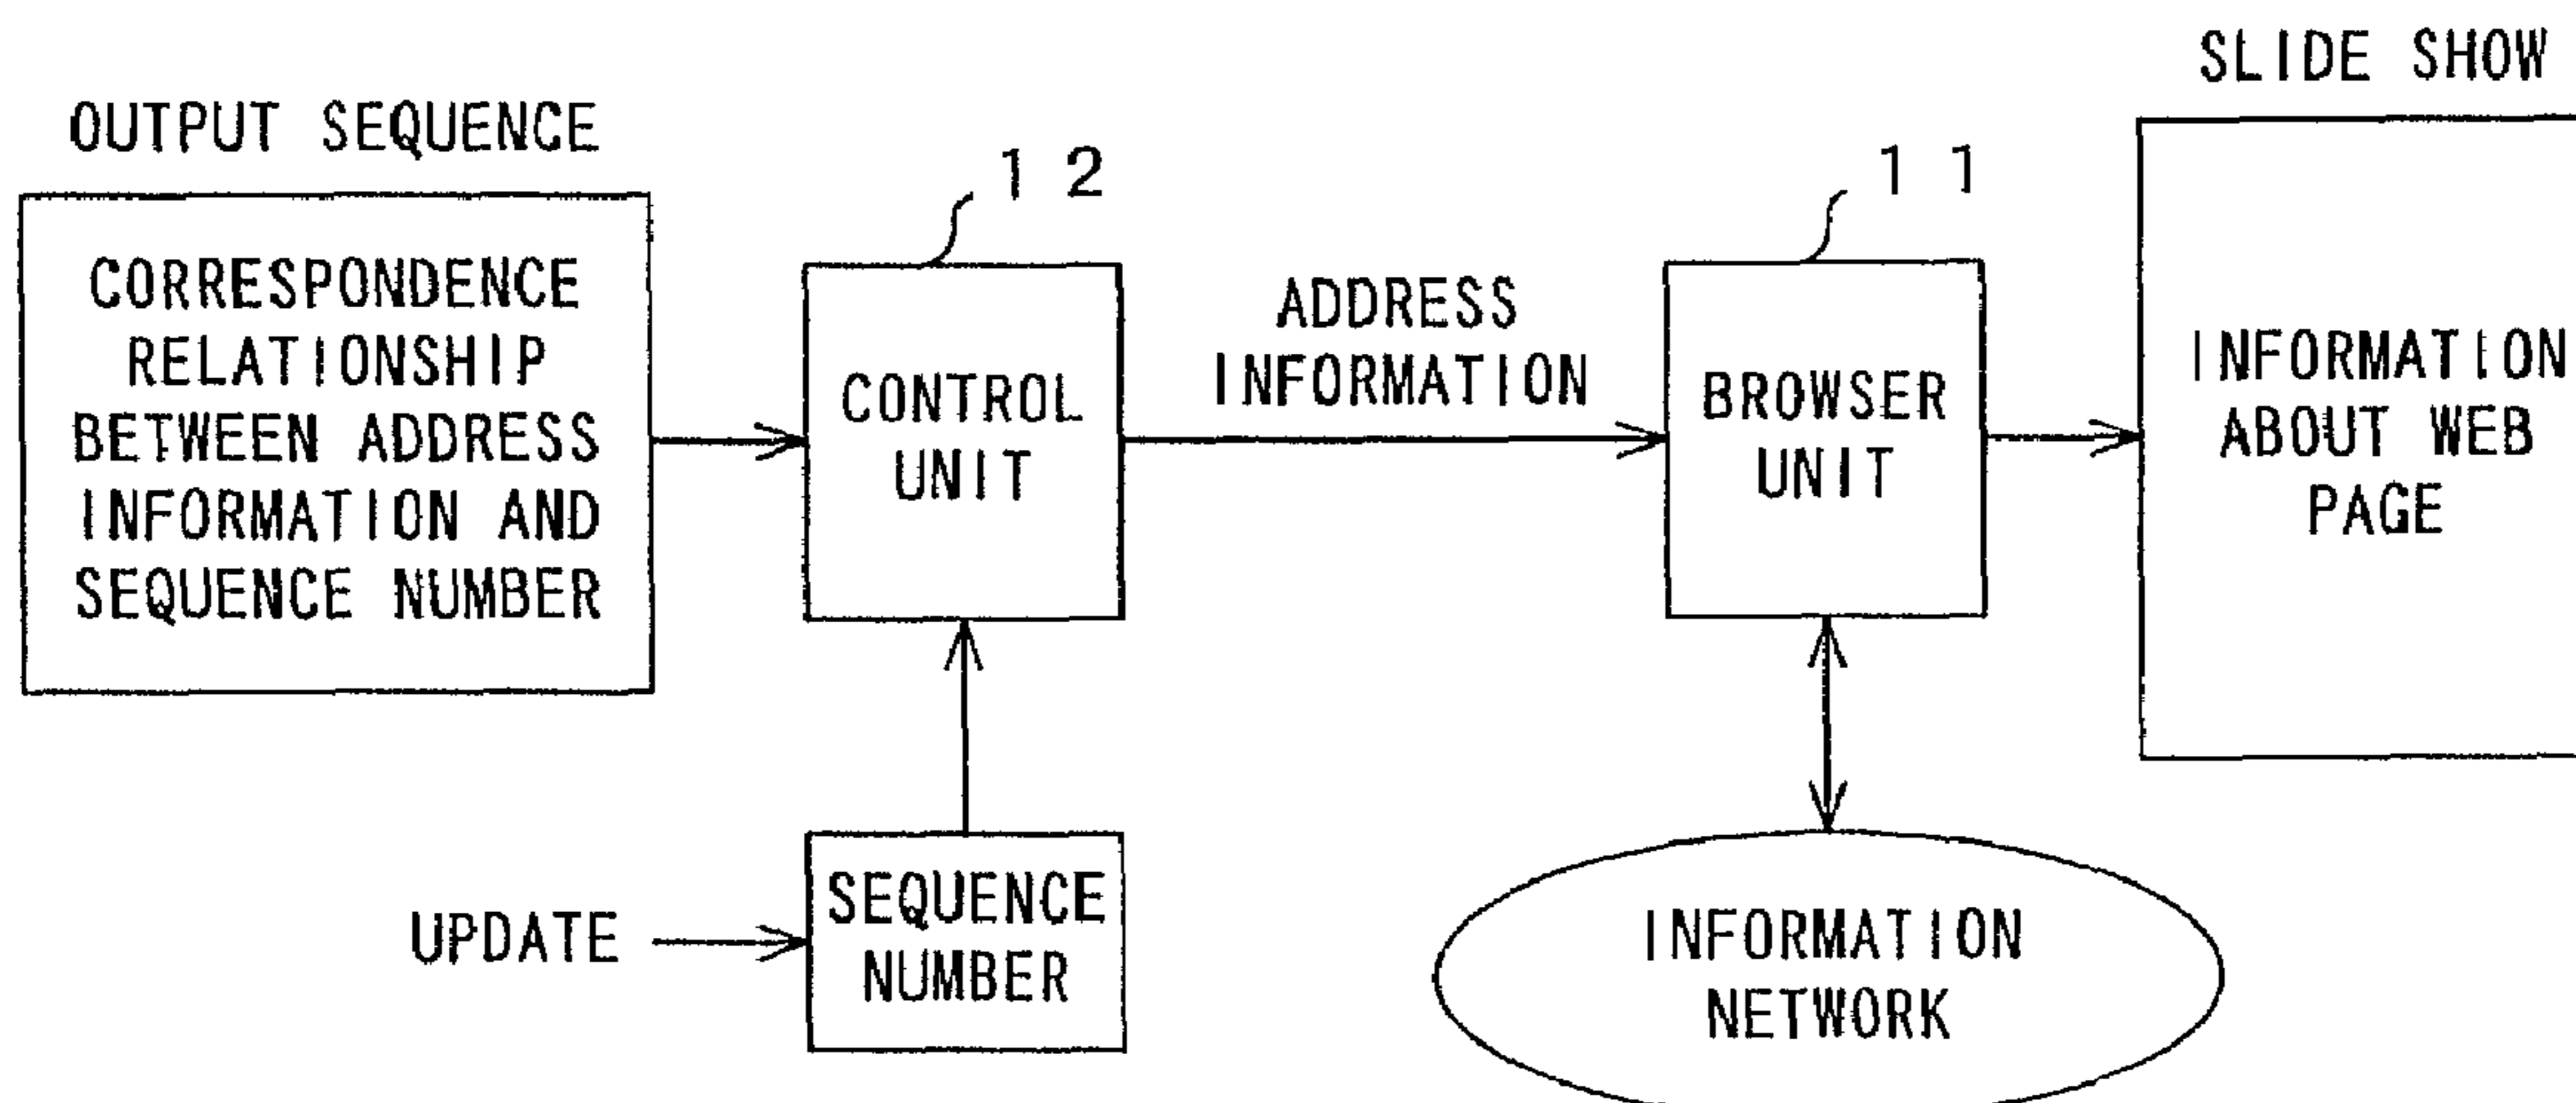 OUTPUT SEQUENCE
CORRESPONDENCE
RELATIONSHIP
BETWEEN ADDRESS
INFORMATION AND
SEQUENCE NUMBER
12
CONTROL
UNIT
UPDATE
SEQUENCE
NUMBER
ADDRESS
INFORMATION
11
BROWSER
UNIT
INFORMATION
NETWORK
SLIDE SHOW
INFORMATION
ABOUT WEB
PAGE